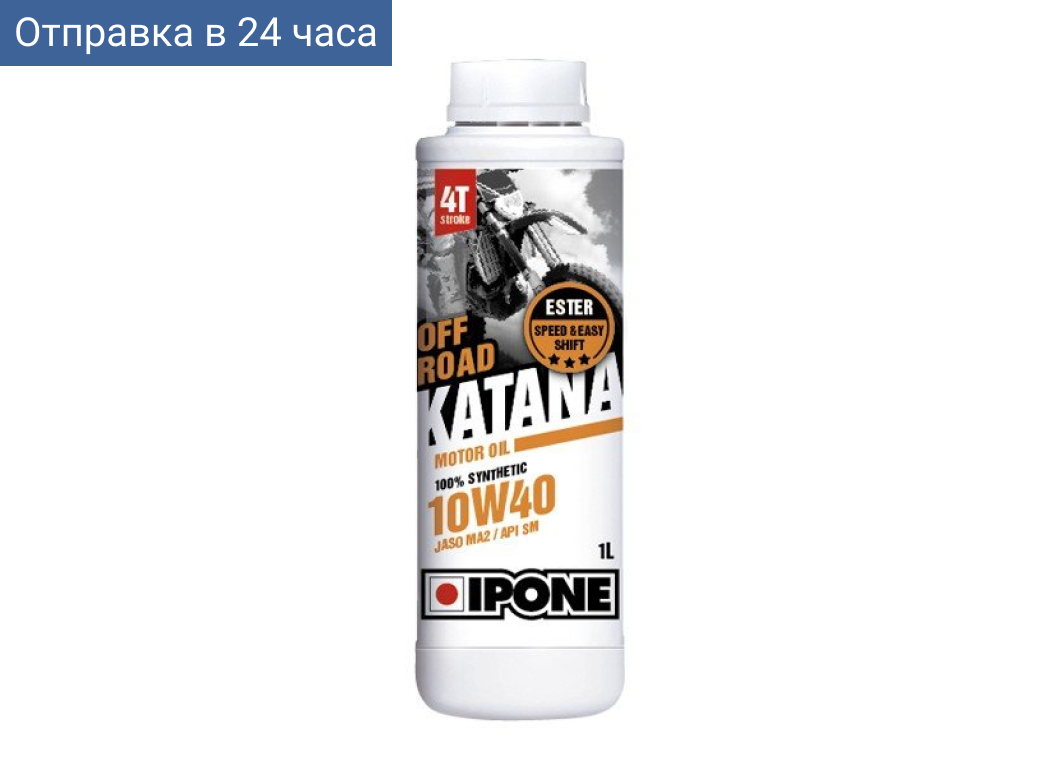 Отправка в 24 часа
4T
stroke
ESTER
SPEED & EASY
SHIFT
OFF
ROAD
KATANA
MOTOR OIL
100% SYNTHETIC
10W40
JASO MA2 / API SM
1L
IPONE